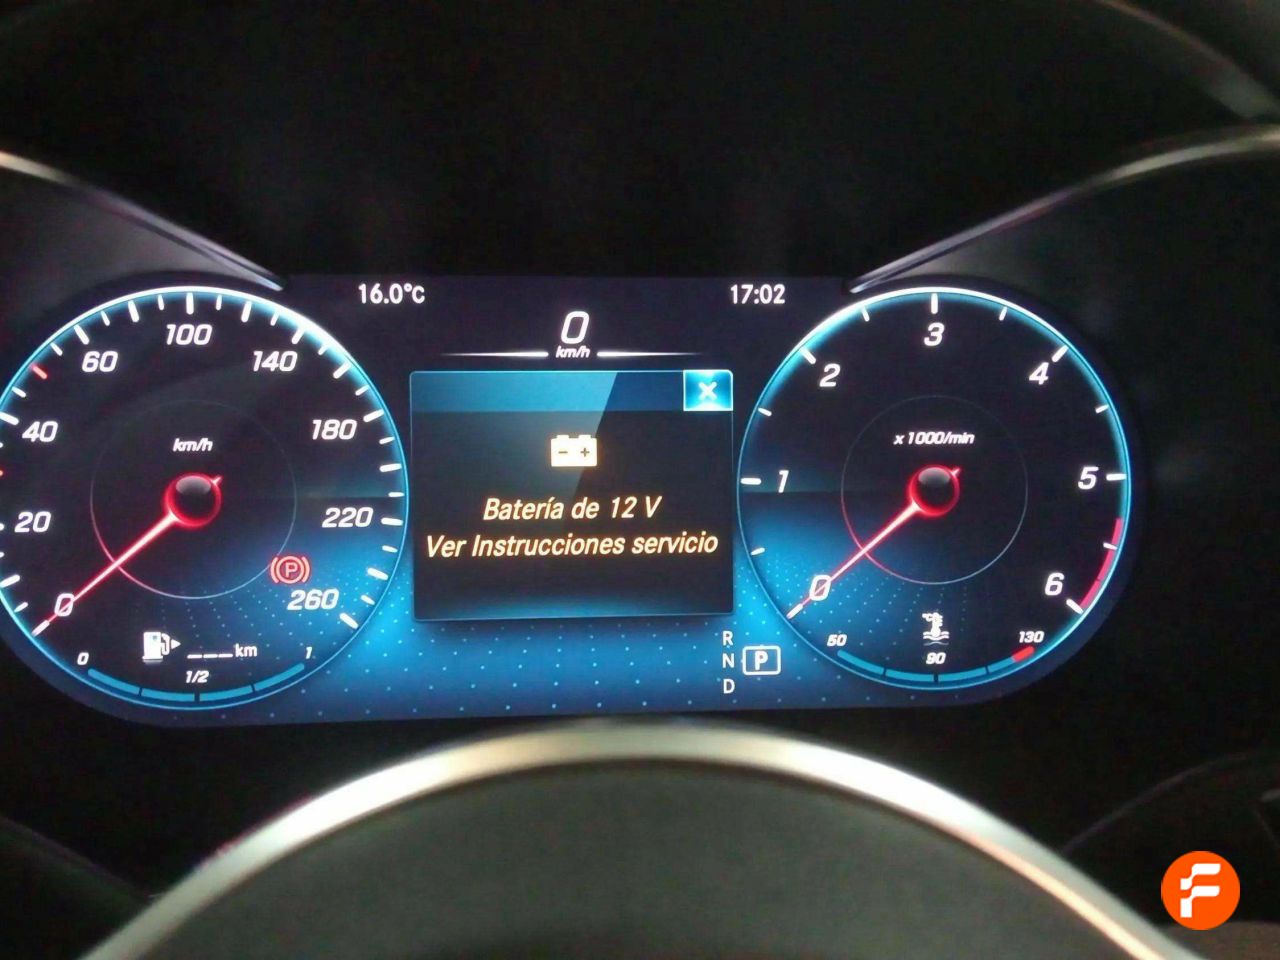 16.0°C
17:02
0
km/h
0
20
40
60
100
140
180
220
260
km/h
P
0
1/2
1
___km
Batería de 12 V
Ver Instrucciones servicio
R
N
D
P
0
1
2
3
4
5
6
x 1000/min
°C
50
90
130
F